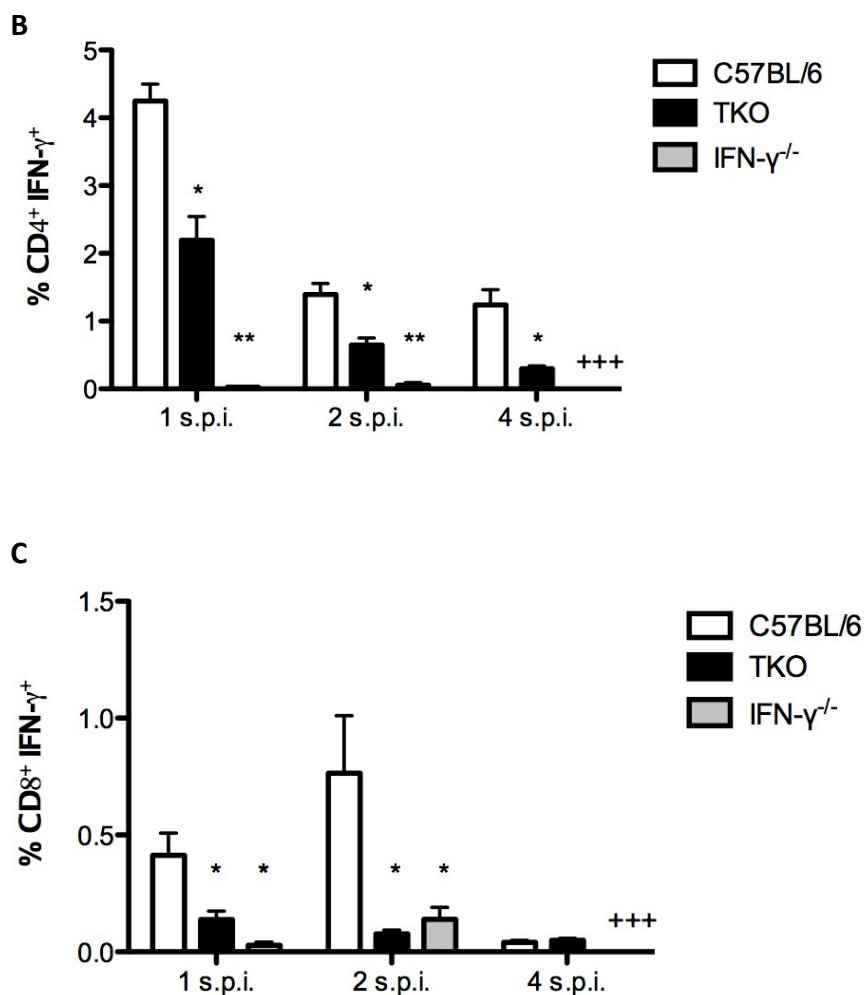 B
% CD4⁺ IFN-γ⁺
5
4
3
2
1
0
*
**
*
**
*
+++
1 s.p.i.
2 s.p.i.
4 s.p.i.
C57BL/6
TKO
IFN-γ⁻/⁻
C
% CD8⁺ IFN-γ⁺
1.5
1.0
0.5
0.0
*
*
*
*
+++
1 s.p.i.
2 s.p.i.
4 s.p.i.
C57BL/6
TKO
IFN-γ⁻/⁻